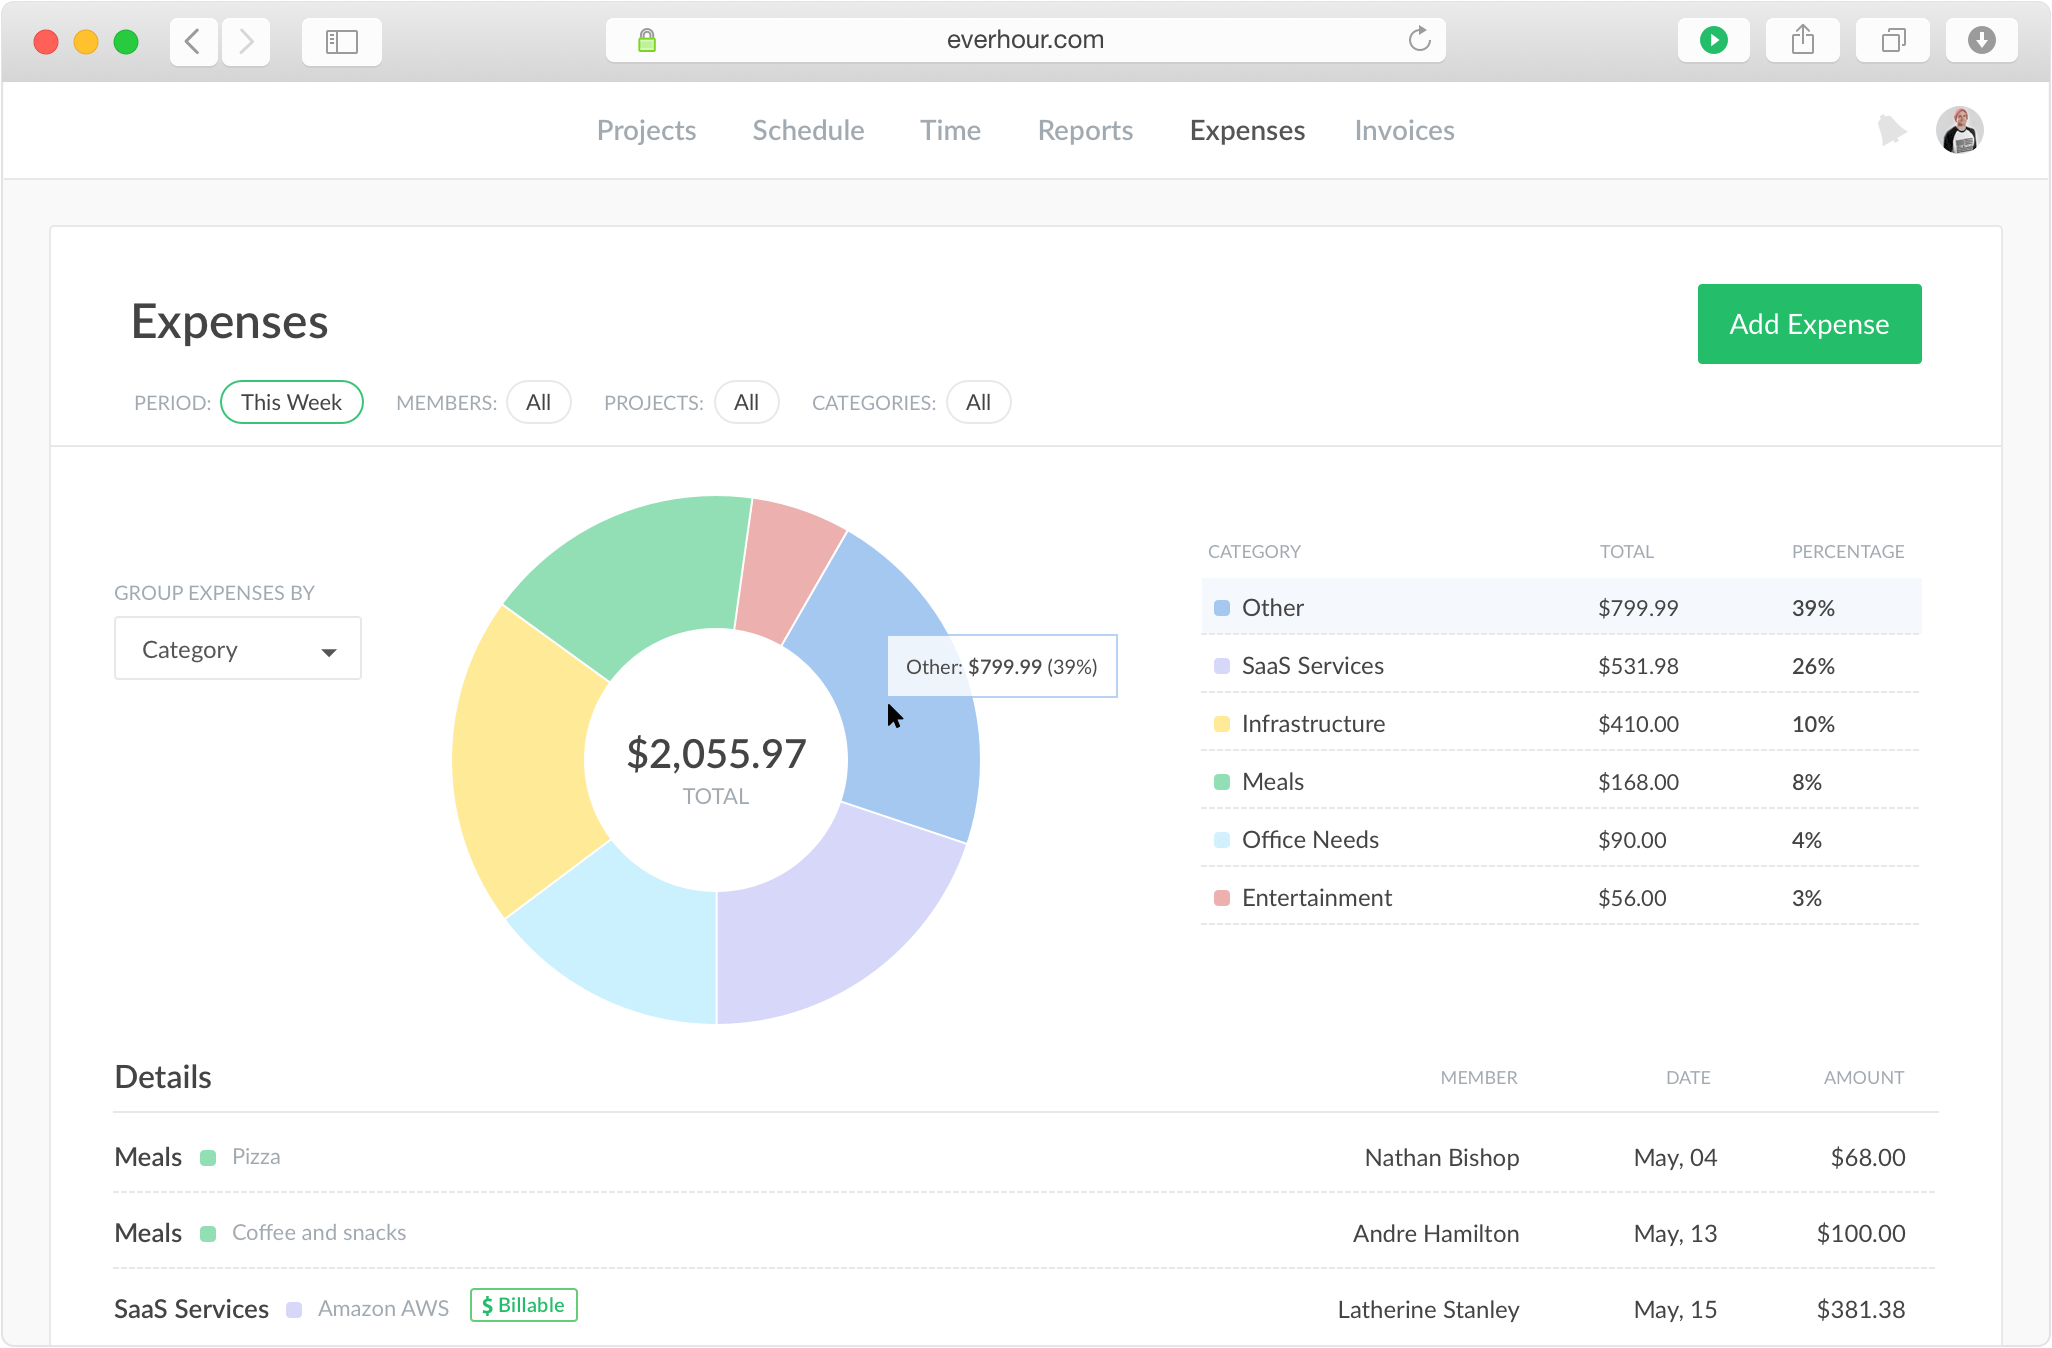 everhour.com
Projects Schedule Time Reports Expenses Invoices
Expenses
Add Expense
PERIOD: This Week MEMBERS: All PROJECTS: All CATEGORIES: All
GROUP EXPENSES BY
Category
Other: $799.99 (39%)
$2,055.97
TOTAL
CATEGORY TOTAL PERCENTAGE
Other $799.99 39%
SaaS Services $531.98 26%
Infrastructure $410.00 10%
Meals $168.00 8%
Office Needs $90.00 4%
Entertainment $56.00 3%
Details MEMBER DATE AMOUNT
Meals Pizza Nathan Bishop May, 04 $68.00
Meals Coffee and snacks Andre Hamilton May, 13 $100.00
SaaS Services Amazon AWS $ Billable Latherine Stanley May, 15 $381.38